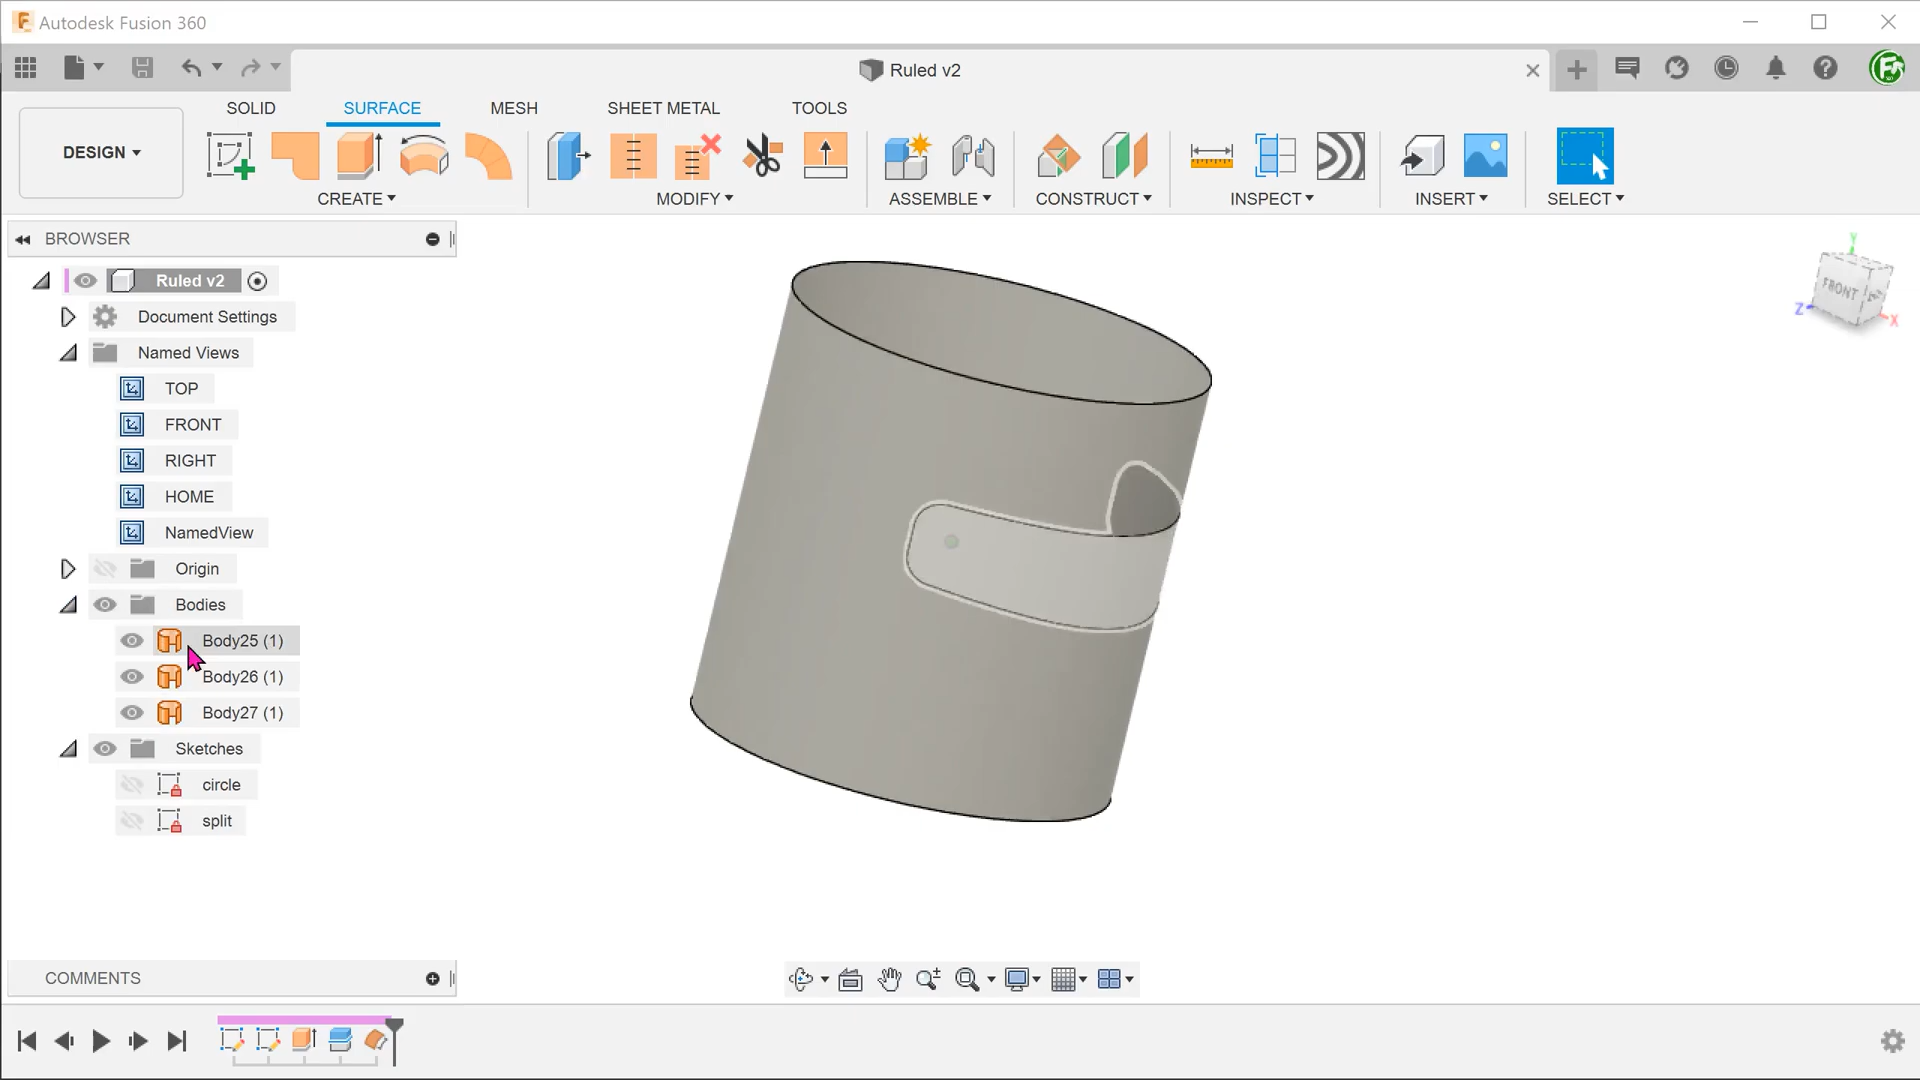 Autodesk Fusion 360
Ruled v2
SOLID SURFACE MESH SHEET METAL TOOLS
DESIGN
CREATE MODIFY ASSEMBLE CONSTRUCT INSPECT INSERT SELECT
BROWSER
Ruled v2
Document Settings
Named Views
TOP
FRONT
RIGHT
HOME
NamedView
Origin
Bodies
Body25 (1)
Body26 (1)
Body27 (1)
Sketches
circle
split
Y
FRONT
Z
X
COMMENTS